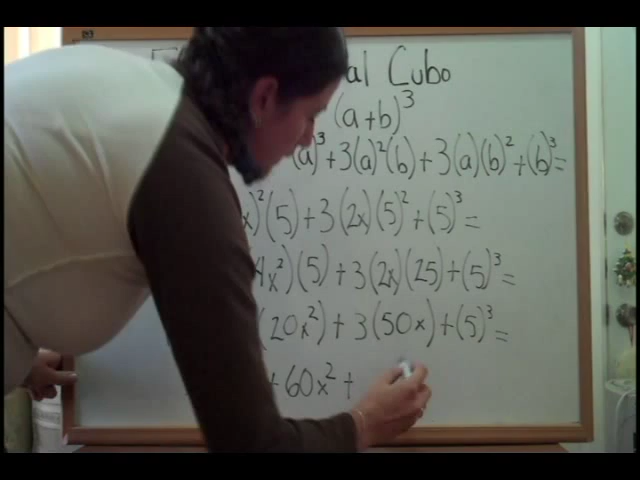 al Cubo
(a+b)³
(a)³+3(a)²(b)+3(a)(b)²+(b)³=
x)²(5)+3(2x)(5)²+(5)³=
4x²)(5)+3(2x)(25)+(5)³=
(20x²)+3(50x)+(5)³=
+60x²+